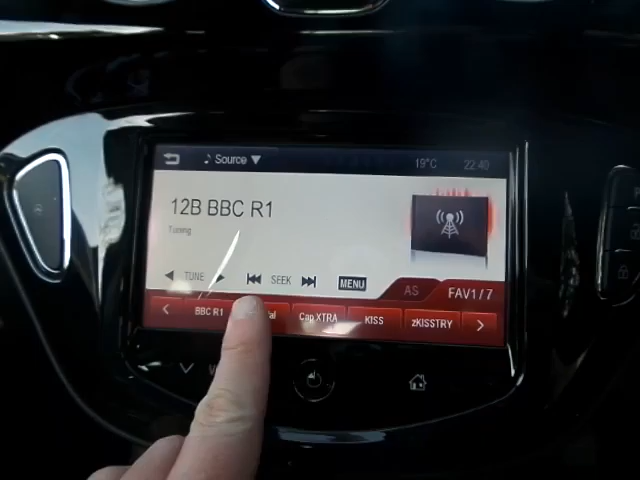 ♪ Source ▼ 19°C 22:40
12B BBC R1
Tuning
◀ TUNE ▶ SEEK MENU AS FAV1/7
< BBC R1 Cap XTRA KISS zKISSTRY >